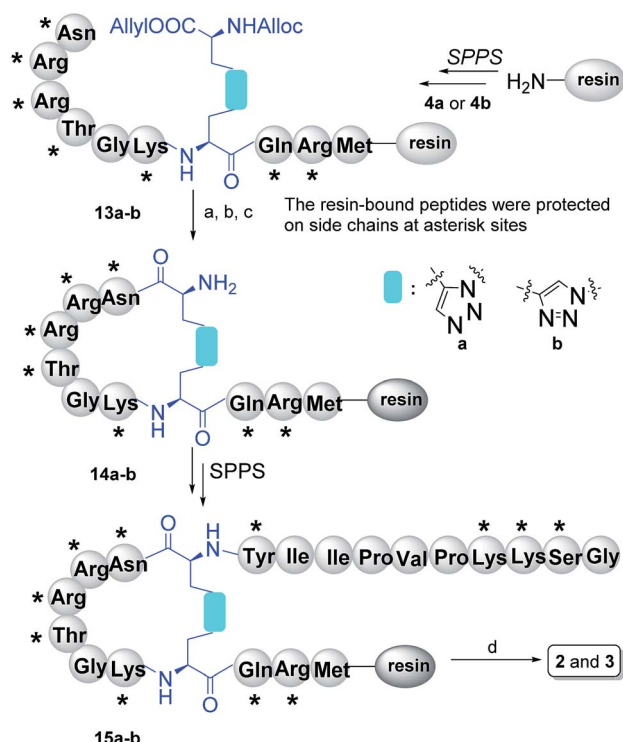 * Asn
AllylOOC NHAlloc
* Arg
* Arg
Thr *
Gly Lys *
N
H
O
Gln * Arg * Met resin
SPPS
4a or 4b
H2N resin
13a-b
a, b, c
The resin-bound peptides were protected
on side chains at asterisk sites
:
N N N
a
N N=N
b
O
NH2
* Asn
* Arg
* Arg
* Thr
Gly Lys *
N
H
O
Gln * Arg * Met resin
14a-b
SPPS
O
H
N
* Tyr Ile Ile Pro Val Pro Lys * Lys * Ser * Gly
* Asn
* Arg
* Arg
* Thr
Gly Lys *
N
H
O
Gln * Arg * Met resin
d
2 and 3
15a-b